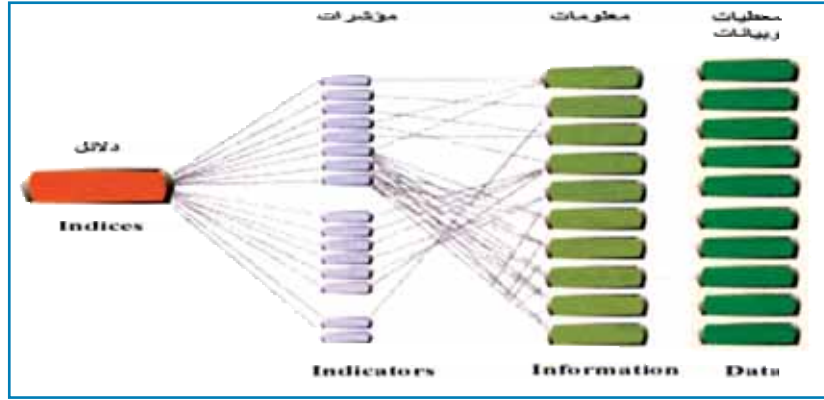 مؤشرات
معلومات
معطيات
وبيانات
دلائل
Indices
Indicators
Information
Data